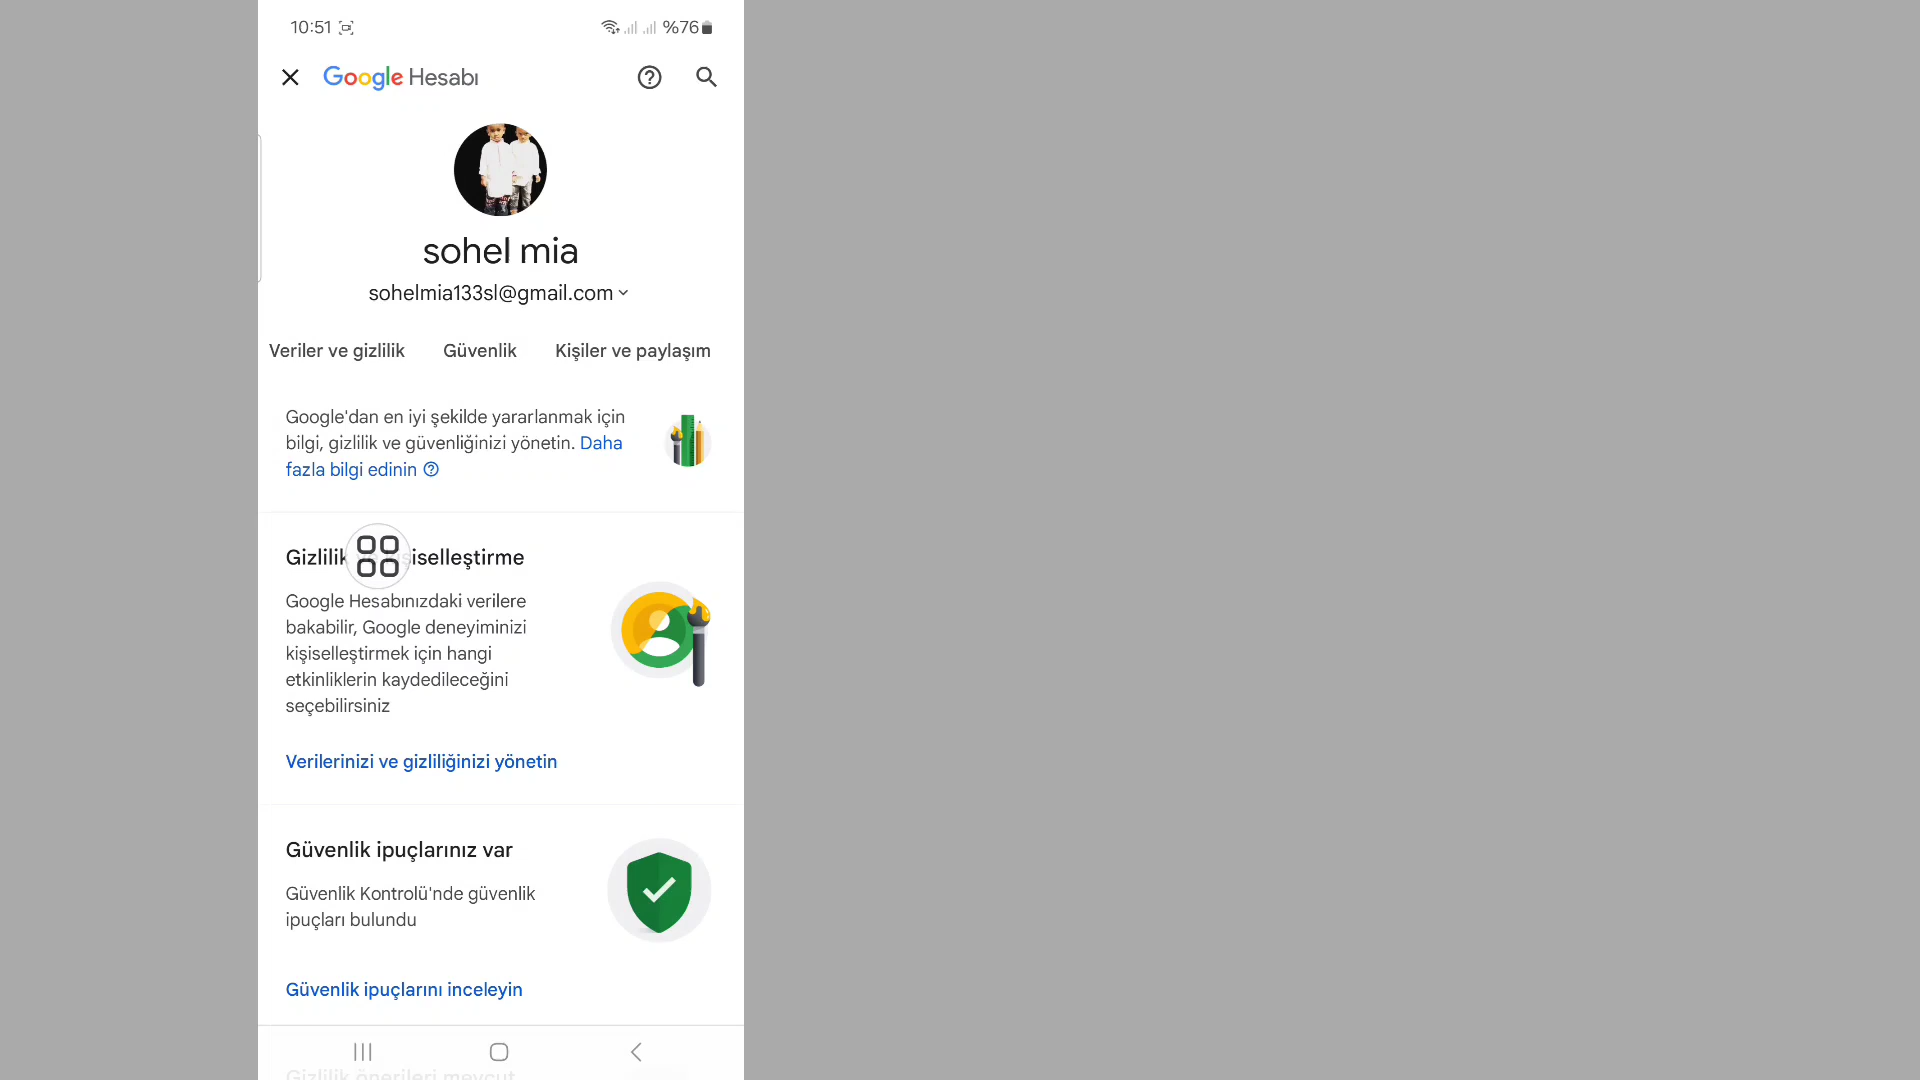 10:51
%76
Google Hesabı
sohel mia
sohelmia133sl@gmail.com
Veriler ve gizlilik Güvenlik Kişiler ve paylaşım
Google'dan en iyi şekilde yararlanmak için
bilgi, gizlilik ve güvenliğinizi yönetin. Daha
fazla bilgi edinin
Gizlilik iselleştirme
Google Hesabınızdaki verilere
bakabilir, Google deneyiminizi
kişiselleştirmek için hangi
etkinliklerin kaydedileceğini
seçebilirsiniz
Verilerinizi ve gizliliğinizi yönetin
Güvenlik ipuçlarınız var
Güvenlik Kontrolü'nde güvenlik
ipuçları bulundu
Güvenlik ipuçlarını inceleyin
Gizlilik önerileri mevcut